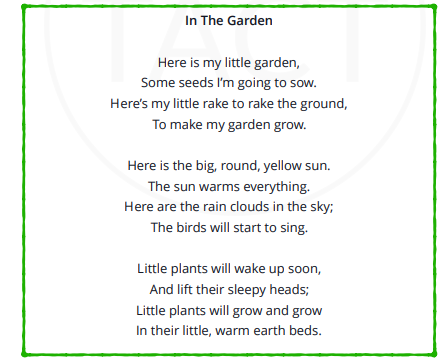 In The Garden
Here is my little garden,
Some seeds I'm going to sow.
Here's my little rake to rake the ground,
To make my garden grow.
Here is the big, round, yellow sun.
The sun warms everything.
Here are the rain clouds in the sky;
The birds will start to sing.
Little plants will wake up soon,
And lift their sleepy heads;
Little plants will grow and grow
In their little, warm earth beds.